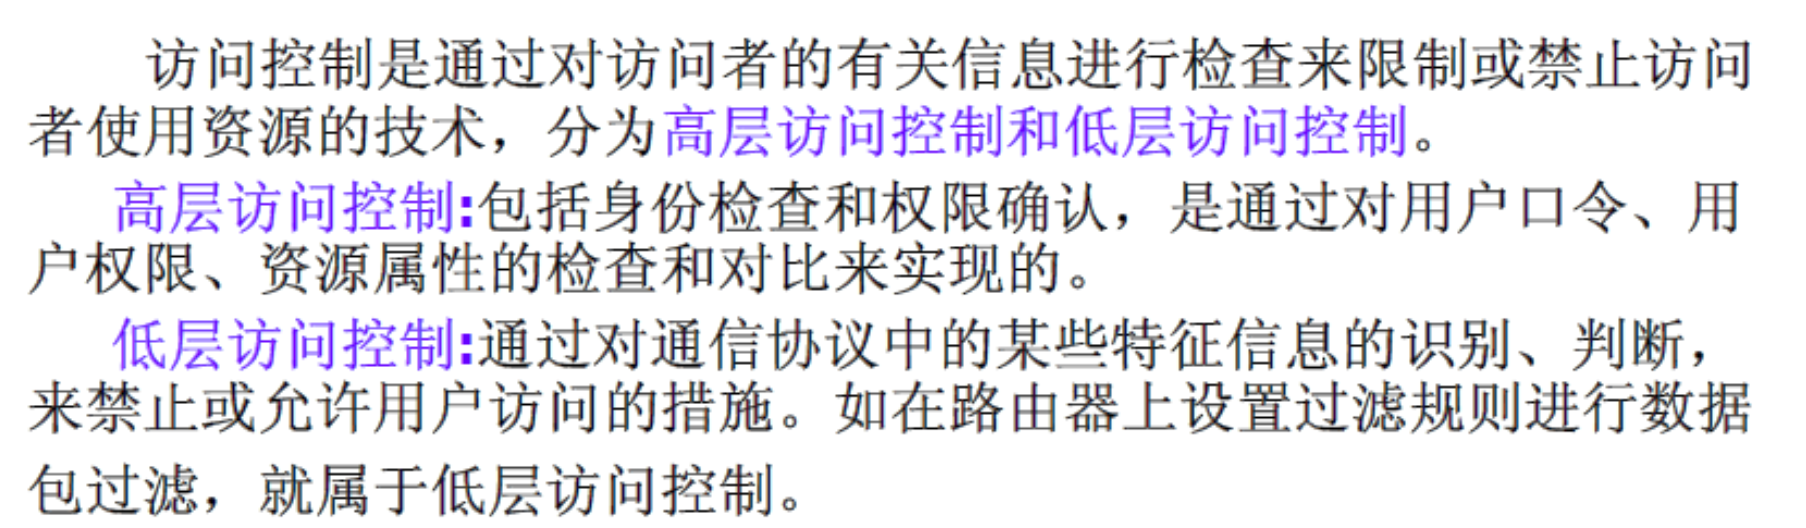 访问控制是通过对访问者的有关信息进行检查来限制或禁止访问
者使用资源的技术，分为高层访问控制和低层访问控制。
高层访问控制:包括身份检查和权限确认，是通过对用户口令、用
户权限、资源属性的检查和对比来实现的。
低层访问控制:通过对通信协议中的某些特征信息的识别、判断，
来禁止或允许用户访问的措施。如在路由器上设置过滤规则进行数据
包过滤，就属于低层访问控制。